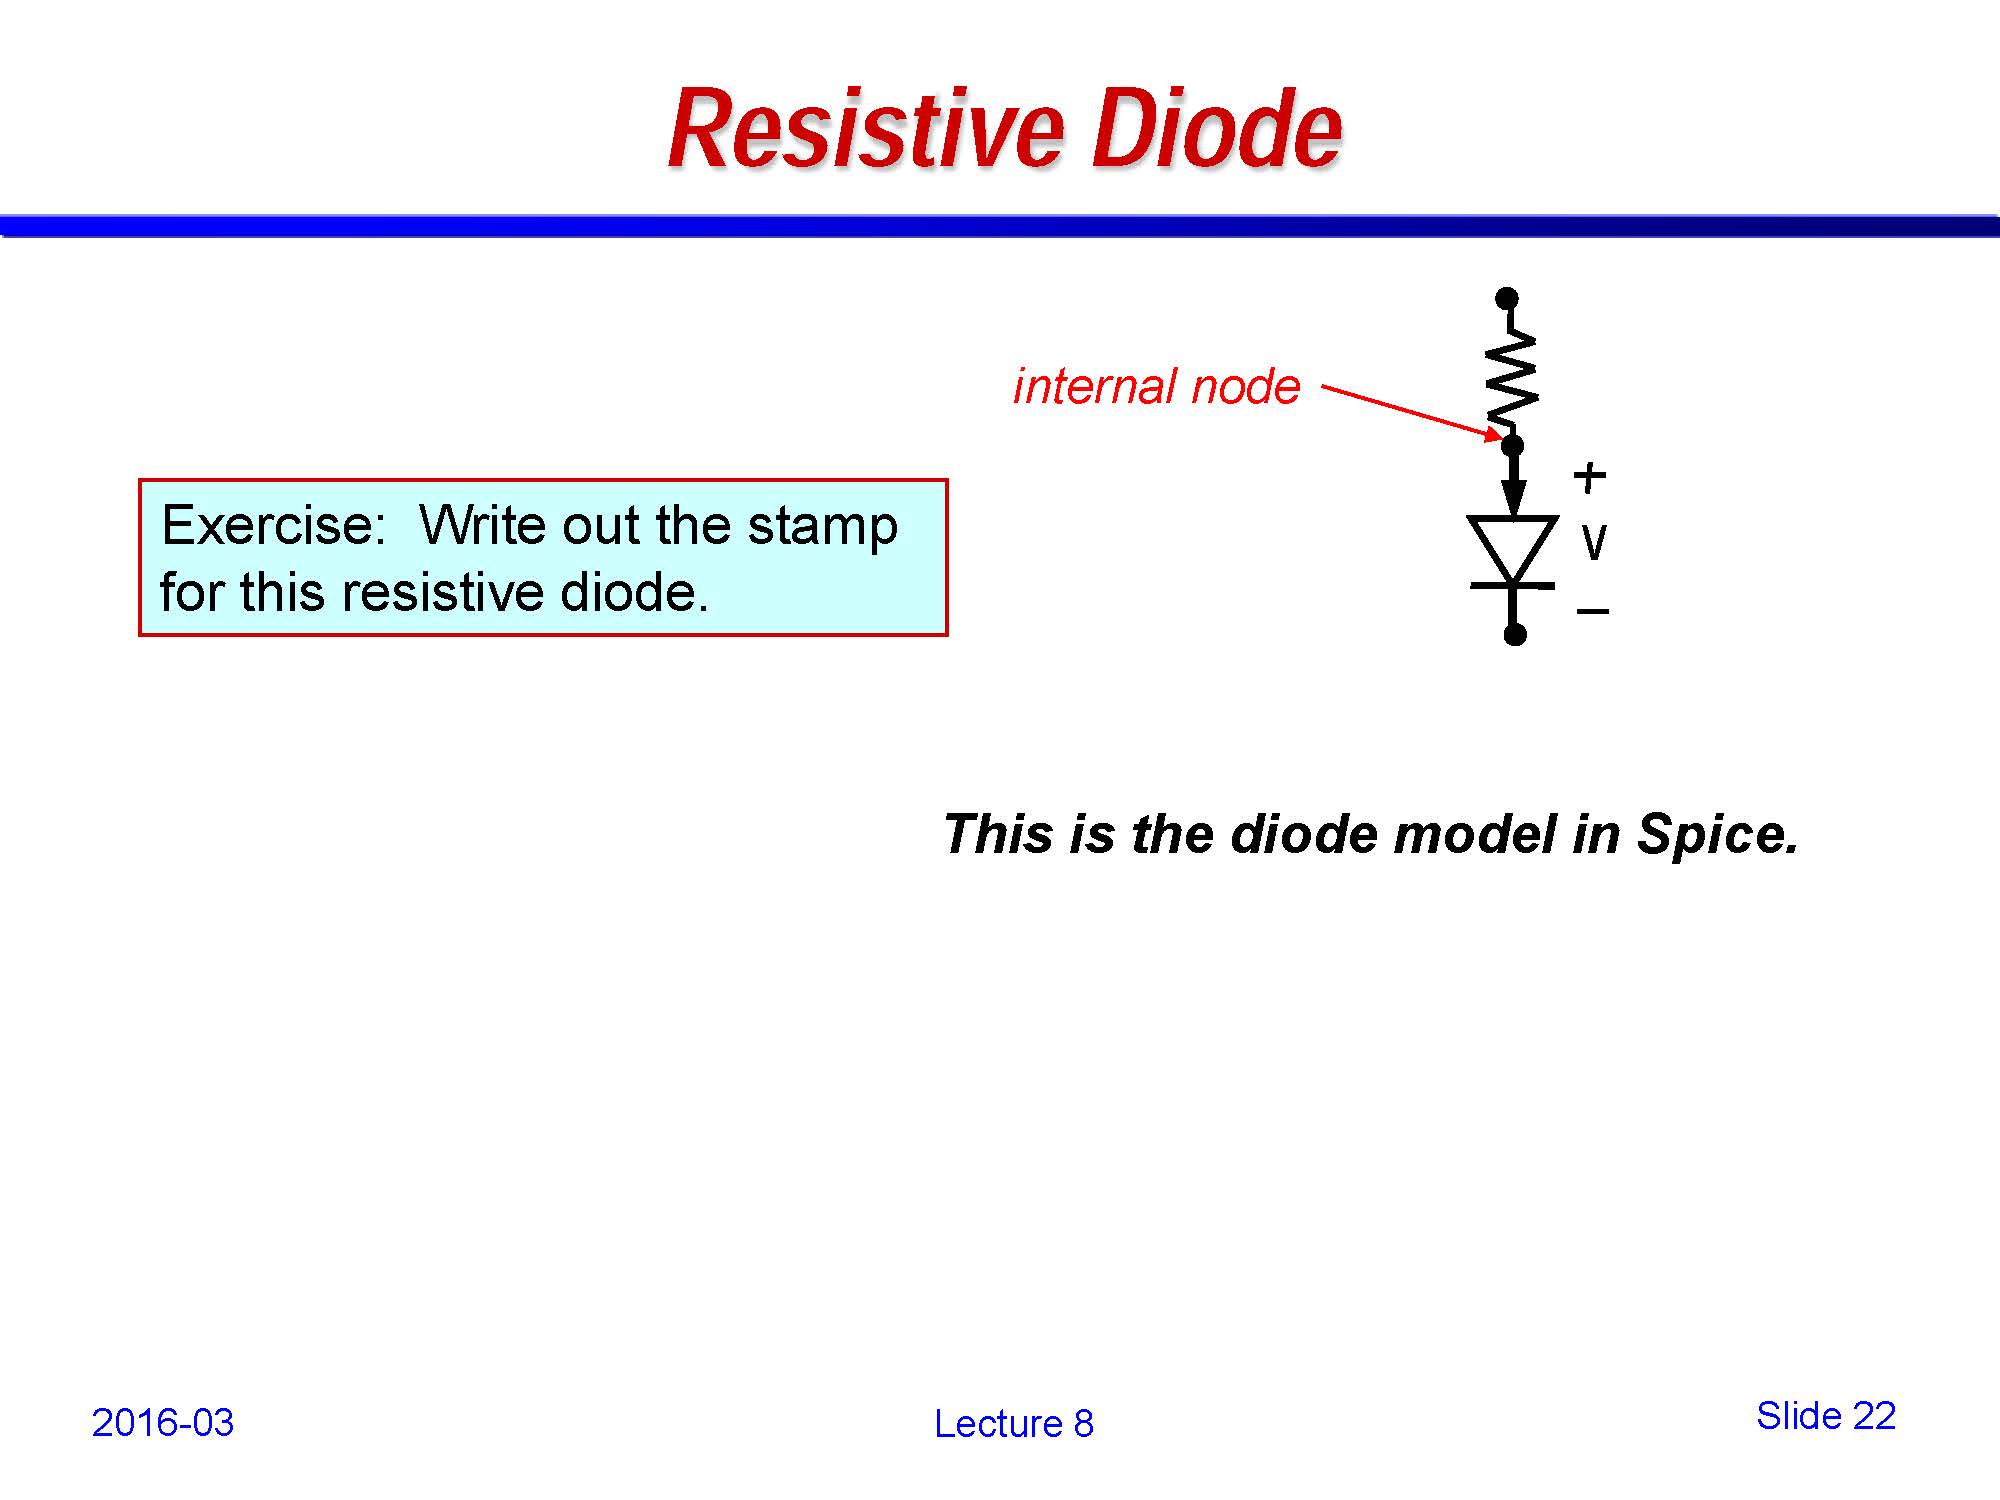 Resistive Diode
internal node
Exercise: Write out the stamp
for this resistive diode.
+
v
−
This is the diode model in Spice.
2016-03
Lecture 8
Slide 22